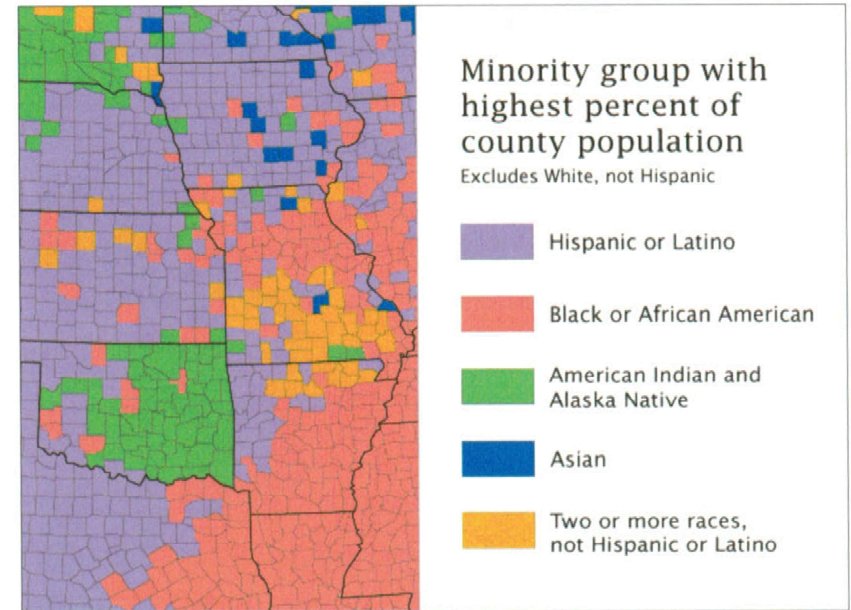 Minority group with
highest percent of
county population
Excludes White, not Hispanic
Hispanic or Latino
Black or African American
American Indian and
Alaska Native
Asian
Two or more races,
not Hispanic or Latino